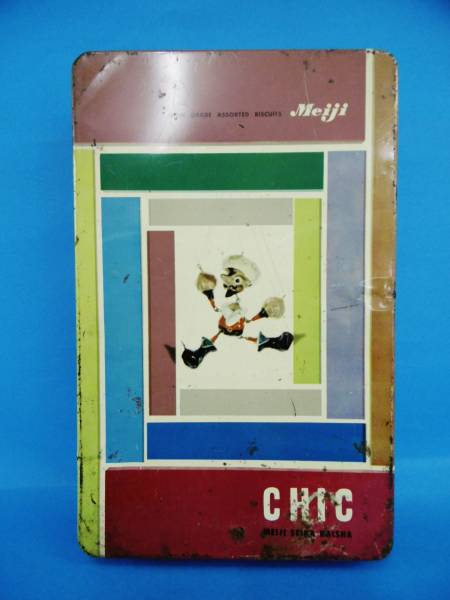 GRADE ASSORTED BISCUITS Meiji
CHIC
MEIJI SEIKA KAISHA